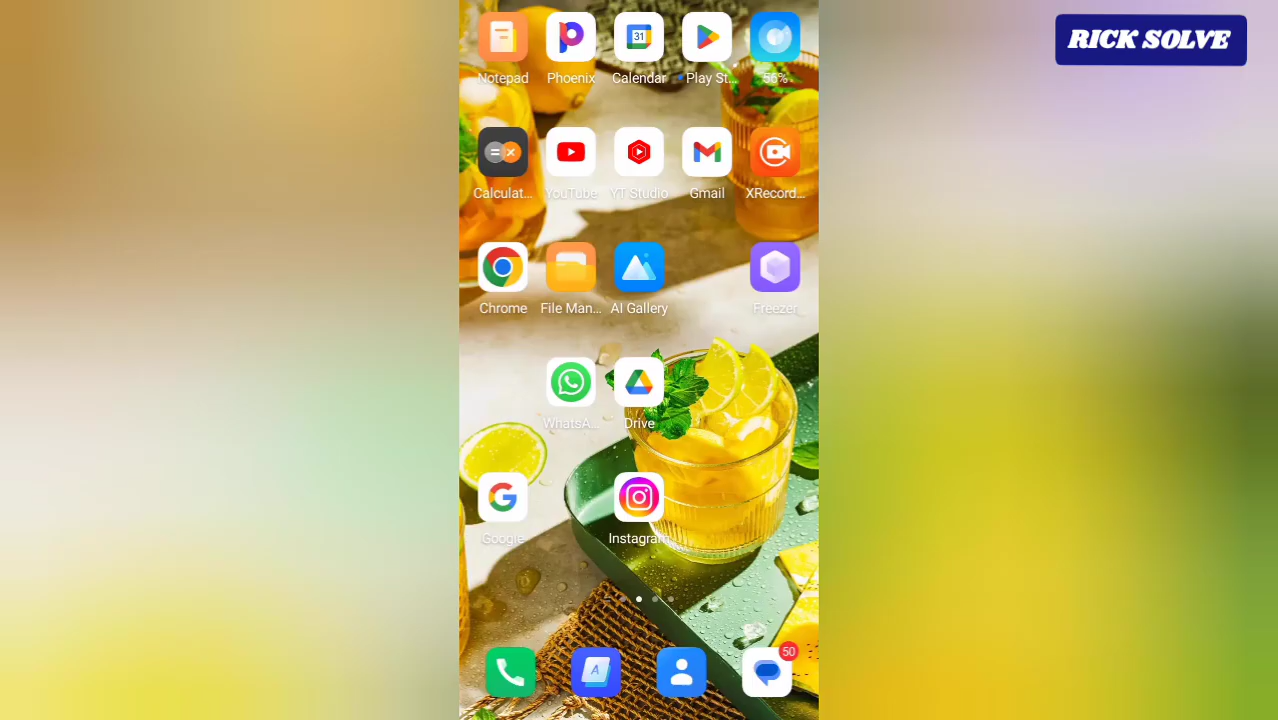 RICK SOLVE
31
Notepad Phoenix Calendar Play St... 56%
Calculat... YouTube YT Studio Gmail XRecord...
Chrome File Man... AI Gallery Freezer
WhatsA... Drive
G
Google Instagram
A 50